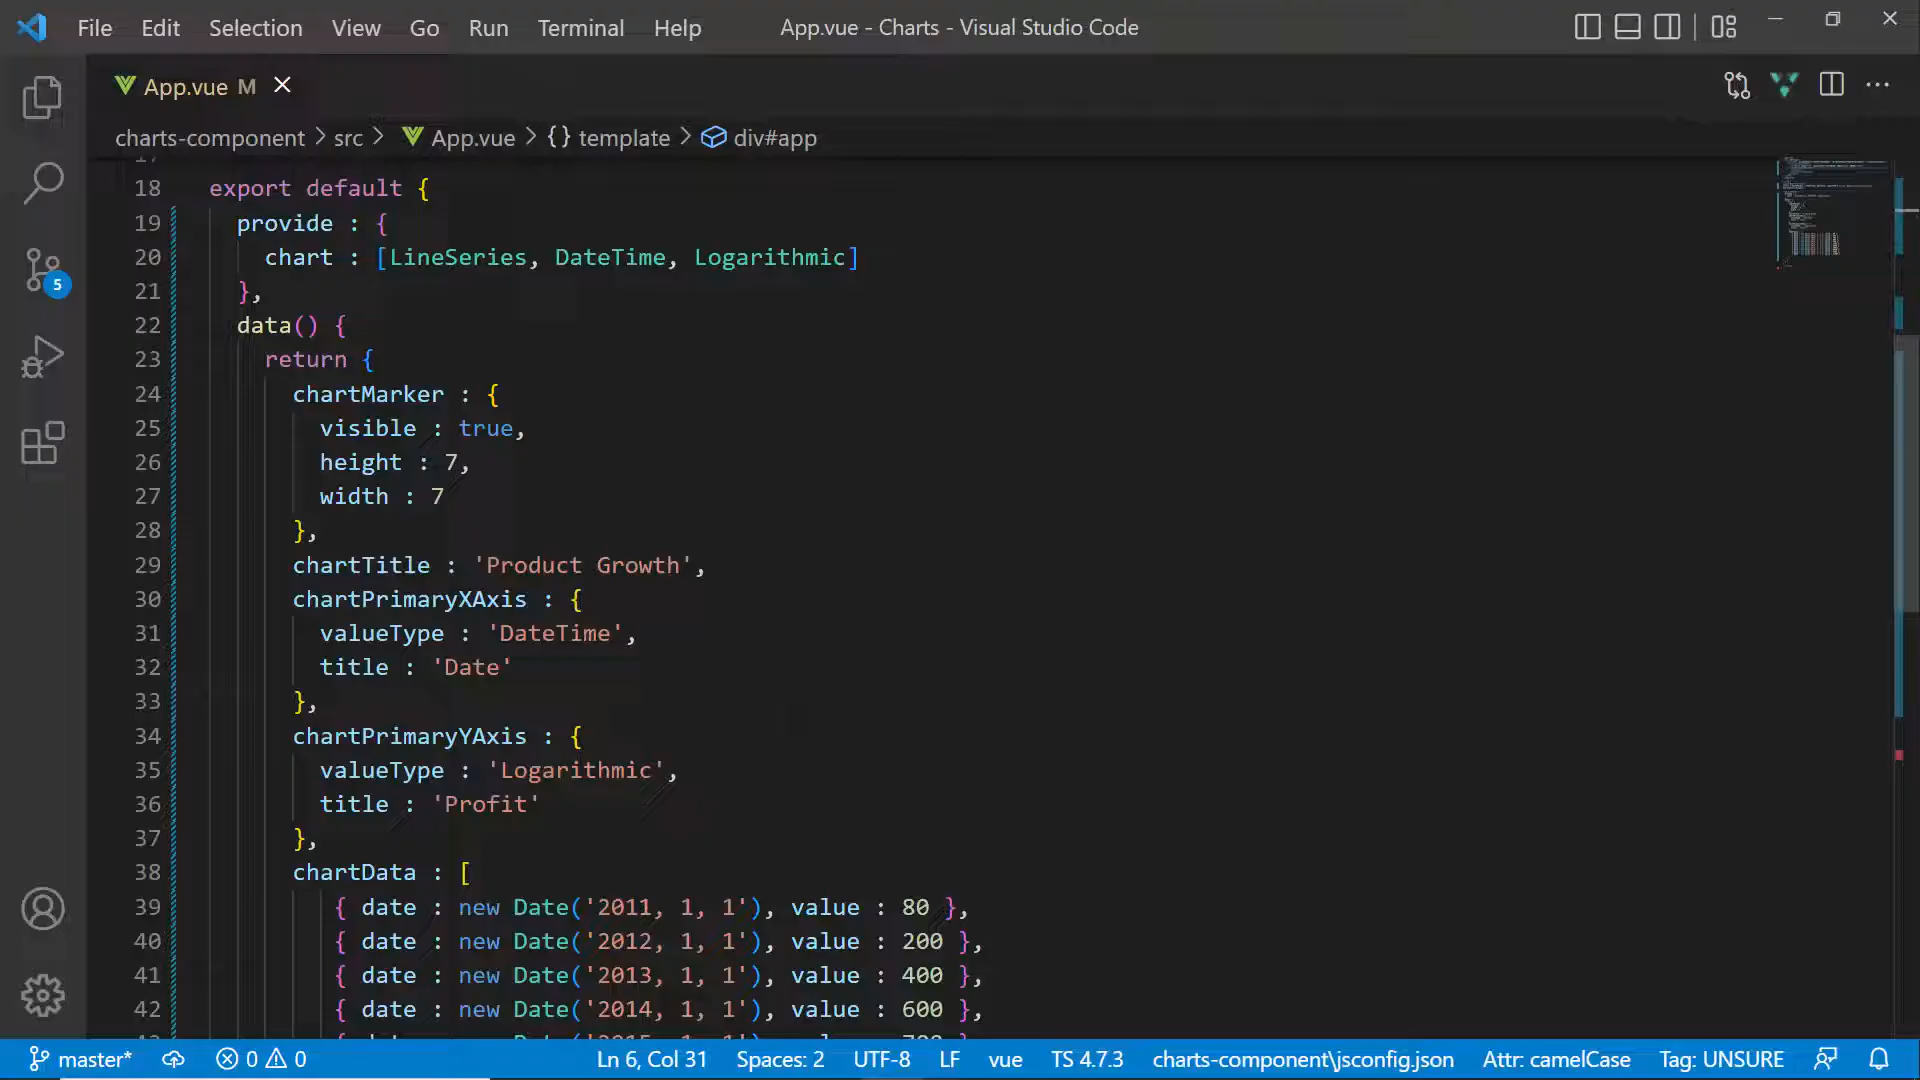 File Edit Selection View Go Run Terminal Help App.vue - Charts - Visual Studio Code
App.vue M
charts-component > src > App.vue > {} template > div#app
18 export default {
19 provide : {
20 chart : [LineSeries, DateTime, Logarithmic]
21 },
22 data() {
23 return {
24 chartMarker : {
25 visible : true,
26 height : 7,
27 width : 7
28 },
29 chartTitle : 'Product Growth',
30 chartPrimaryXAxis : {
31 valueType : 'DateTime',
32 title : 'Date'
33 },
34 chartPrimaryYAxis : {
35 valueType : 'Logarithmic',
36 title : 'Profit'
37 },
38 chartData : [
39 { date : new Date('2011, 1, 1'), value : 80 },
40 { date : new Date('2012, 1, 1'), value : 200 },
41 { date : new Date('2013, 1, 1'), value : 400 },
42 { date : new Date('2014, 1, 1'), value : 600 },
5
master* 0 0 Ln 6, Col 31 Spaces: 2 UTF-8 LF vue TS 4.7.3 charts-component\jsconfig.json Attr: camelCase Tag: UNSURE